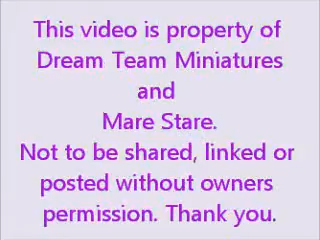 This video is property of
Dream Team Miniatures
and
Mare Stare.
Not to be shared, linked or
posted without owners
permission. Thank you.